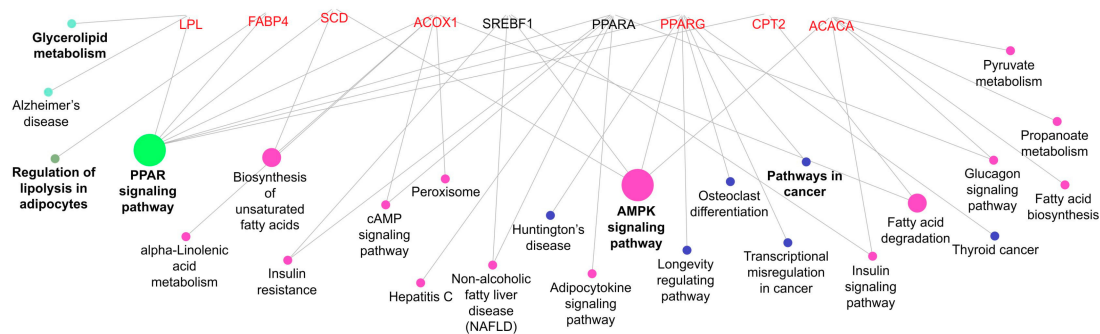 LPL
FABP4
SCD
ACOX1
SREBF1
PPARA
PPARG
CPT2
ACACA
Glycerolipid
metabolism
Alzheimer's
disease
Regulation of
lipolysis in
adipocytes
PPAR
signaling
pathway
alpha-Linolenic
acid
metabolism
Biosynthesis
of
unsaturated
fatty acids
Insulin
resistance
cAMP
signaling
pathway
Peroxisome
Hepatitis C
Non-alcoholic
fatty liver
disease
(NAFLD)
Huntington's
disease
Adipocytokine
signaling
pathway
AMPK
signaling
pathway
Longevity
regulating
pathway
Osteoclast
differentiation
Pathways in
cancer
Transcriptional
misregulation
in cancer
Insulin
signaling
pathway
Fatty acid
degradation
Glucagon
signaling
pathway
Thyroid cancer
Pyruvate
metabolism
Propanoate
metabolism
Fatty acid
biosynthesis